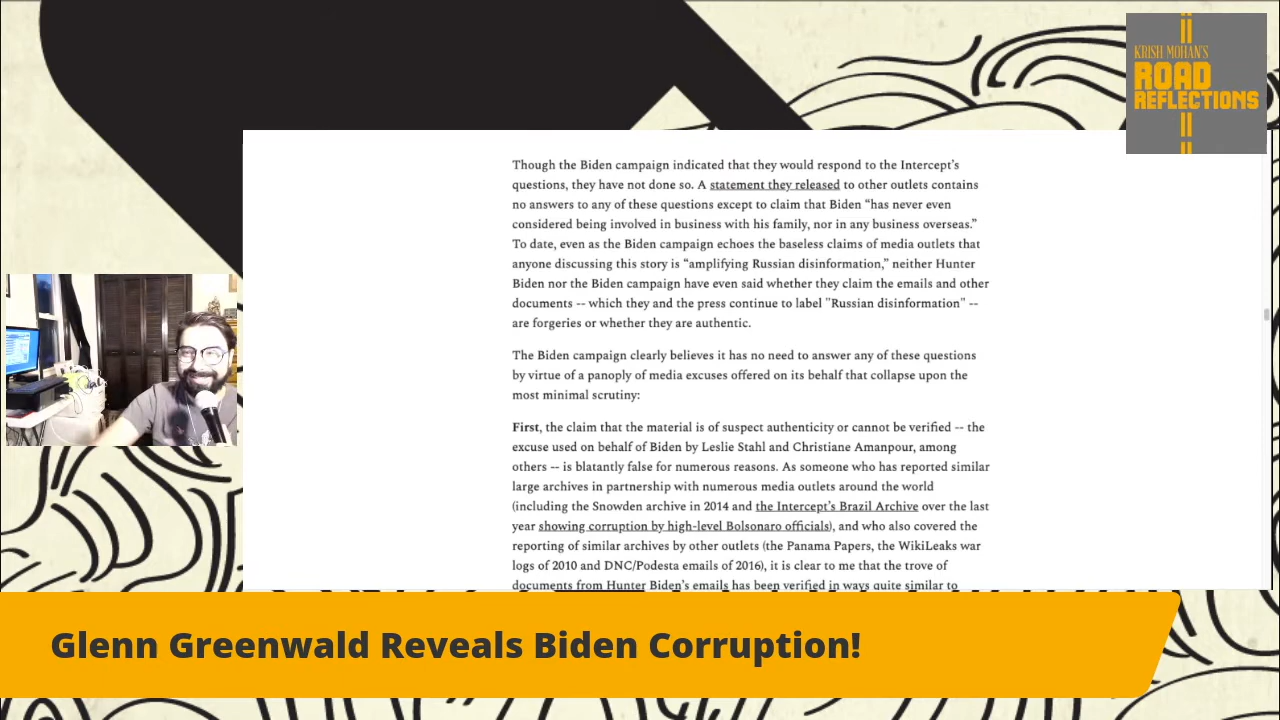 KRISH MOHAN'S
ROAD
REFLECTIONS
Though the Biden campaign indicated that they would respond to the Intercept's
questions, they have not done so. A statement they released to other outlets contains
no answers to any of these questions except to claim that Biden “has never even
considered being involved in business with his family, nor in any business overseas.”
To date, even as the Biden campaign echoes the baseless claims of media outlets that
anyone discussing this story is “amplifying Russian disinformation,” neither Hunter
Biden nor the Biden campaign have even said whether they claim the emails and other
documents -- which they and the press continue to label "Russian disinformation" --
are forgeries or whether they are authentic.
The Biden campaign clearly believes it has no need to answer any of these questions
by virtue of a panoply of media excuses offered on its behalf that collapse upon the
most minimal scrutiny:
First, the claim that the material is of suspect authenticity or cannot be verified -- the
excuse used on behalf of Biden by Leslie Stahl and Christiane Amanpour, among
others -- is blatantly false for numerous reasons. As someone who has reported similar
large archives in partnership with numerous media outlets around the world
(including the Snowden archive in 2014 and the Intercept's Brazil Archive over the last
year showing corruption by high-level Bolsonaro officials), and who also covered the
reporting of similar archives by other outlets (the Panama Papers, the WikiLeaks war
logs of 2010 and DNC/Podesta emails of 2016), it is clear to me that the trove of
documents from Hunter Biden's emails has been verified in ways quite similar to
Glenn Greenwald Reveals Biden Corruption!